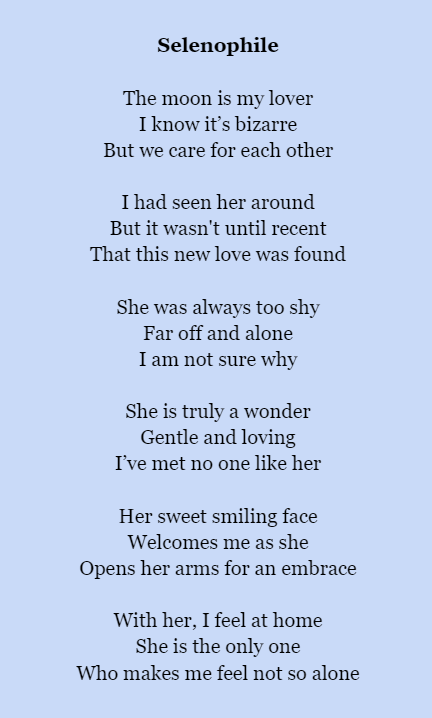 Selenophile
The moon is my lover
I know it’s bizarre
But we care for each other
I had seen her around
But it wasn't until recent
That this new love was found
She was always too shy
Far off and alone
I am not sure why
She is truly a wonder
Gentle and loving
I’ve met no one like her
Her sweet smiling face
Welcomes me as she
Opens her arms for an embrace
With her, I feel at home
She is the only one
Who makes me feel not so alone